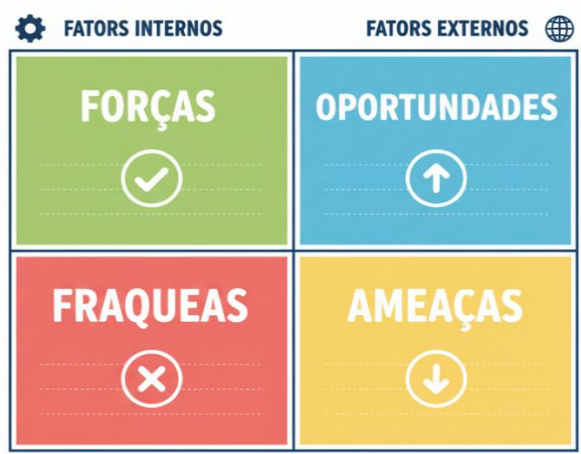 FATORS INTERNOS
FATORS EXTERNOS
FORÇAS
OPORTUNDADES
FRAQUEAS
AMEAÇAS